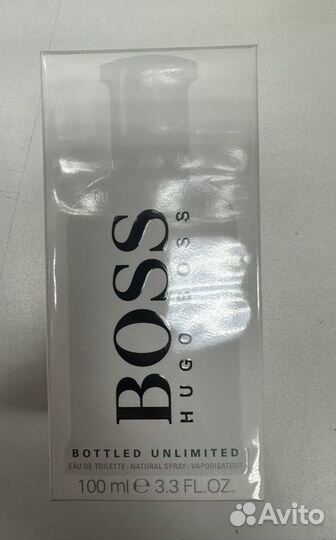 BOSS
HUGO BOSS
BOTTLED UNLIMITED
EAU DE TOILETTE · NATURAL SPRAY · VAPORISATEUR
100 ml ℮ 3.3 FL.OZ.
Avito